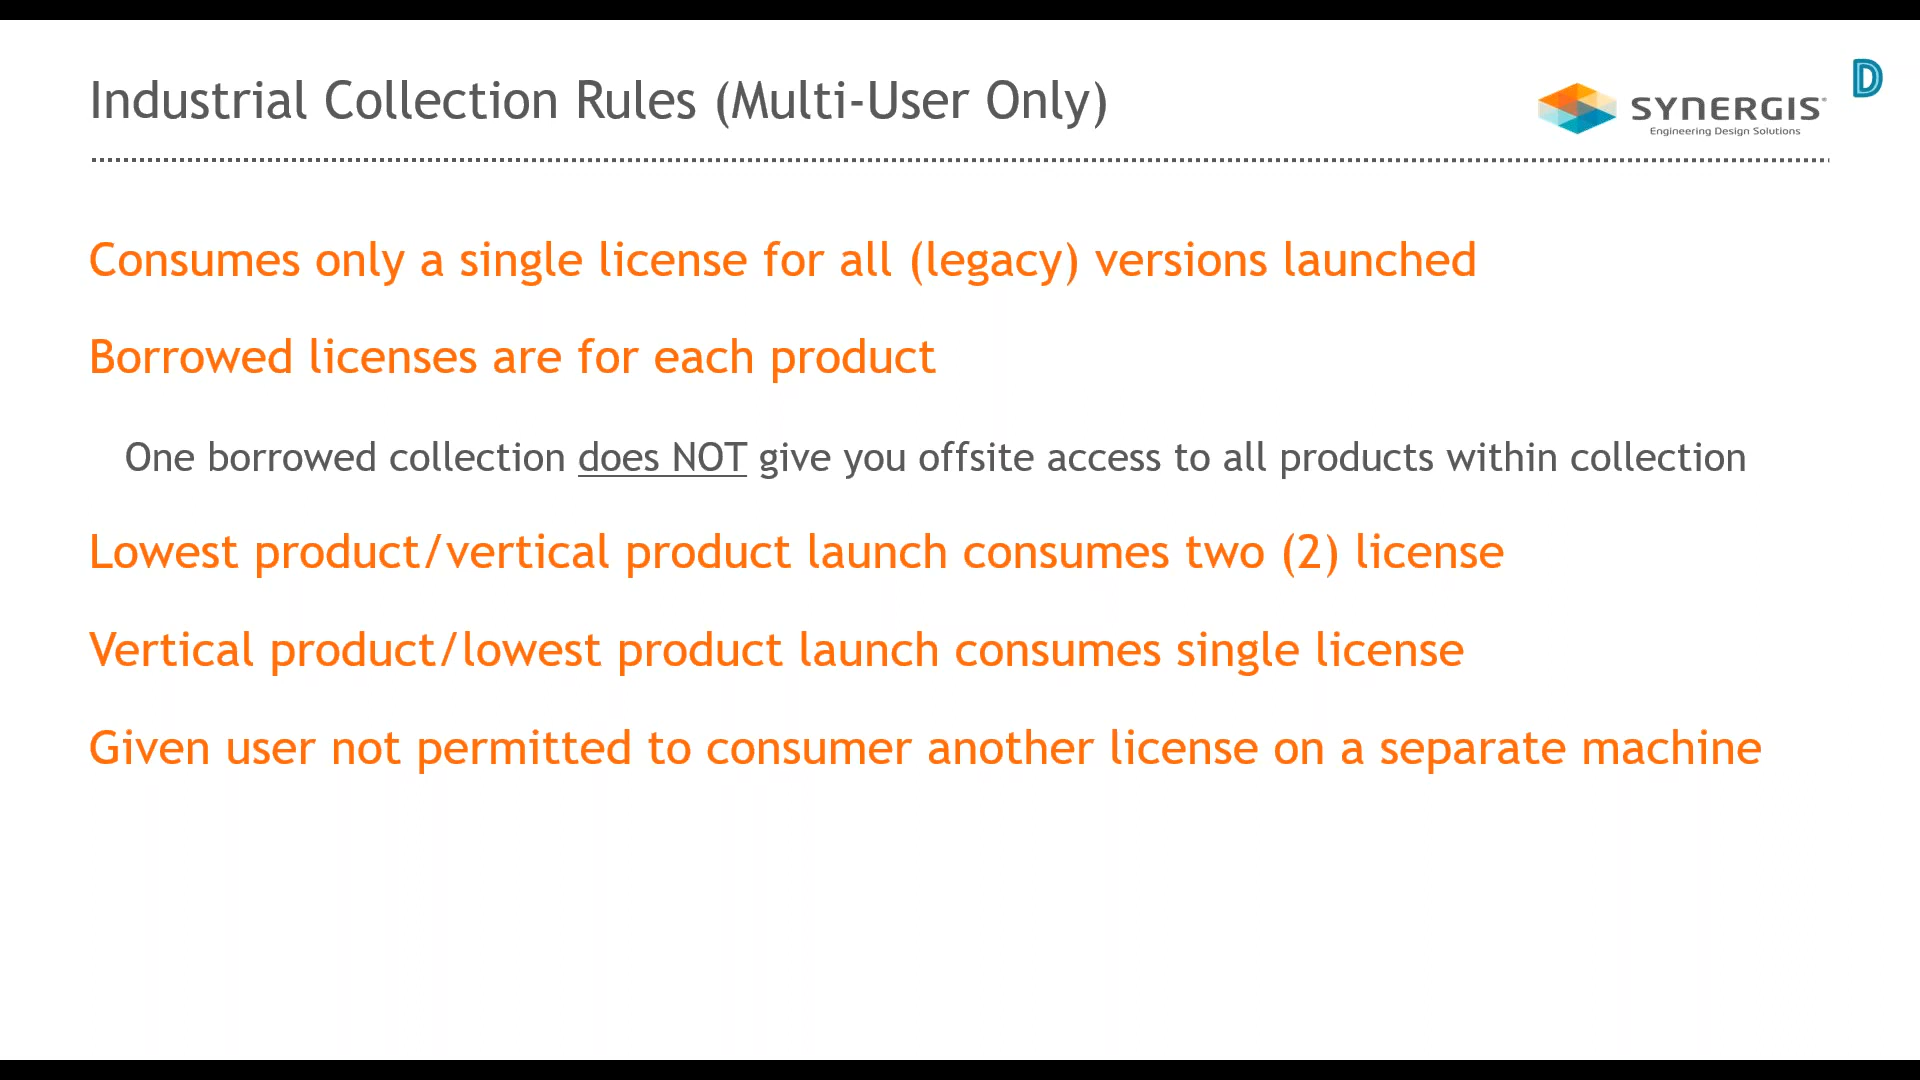 Industrial Collection Rules (Multi-User Only)
D
SYNERGIS
Engineering Design Solutions
Consumes only a single license for all (legacy) versions launched
Borrowed licenses are for each product
One borrowed collection does NOT give you offsite access to all products within collection
Lowest product/vertical product launch consumes two (2) license
Vertical product/lowest product launch consumes single license
Given user not permitted to consumer another license on a separate machine